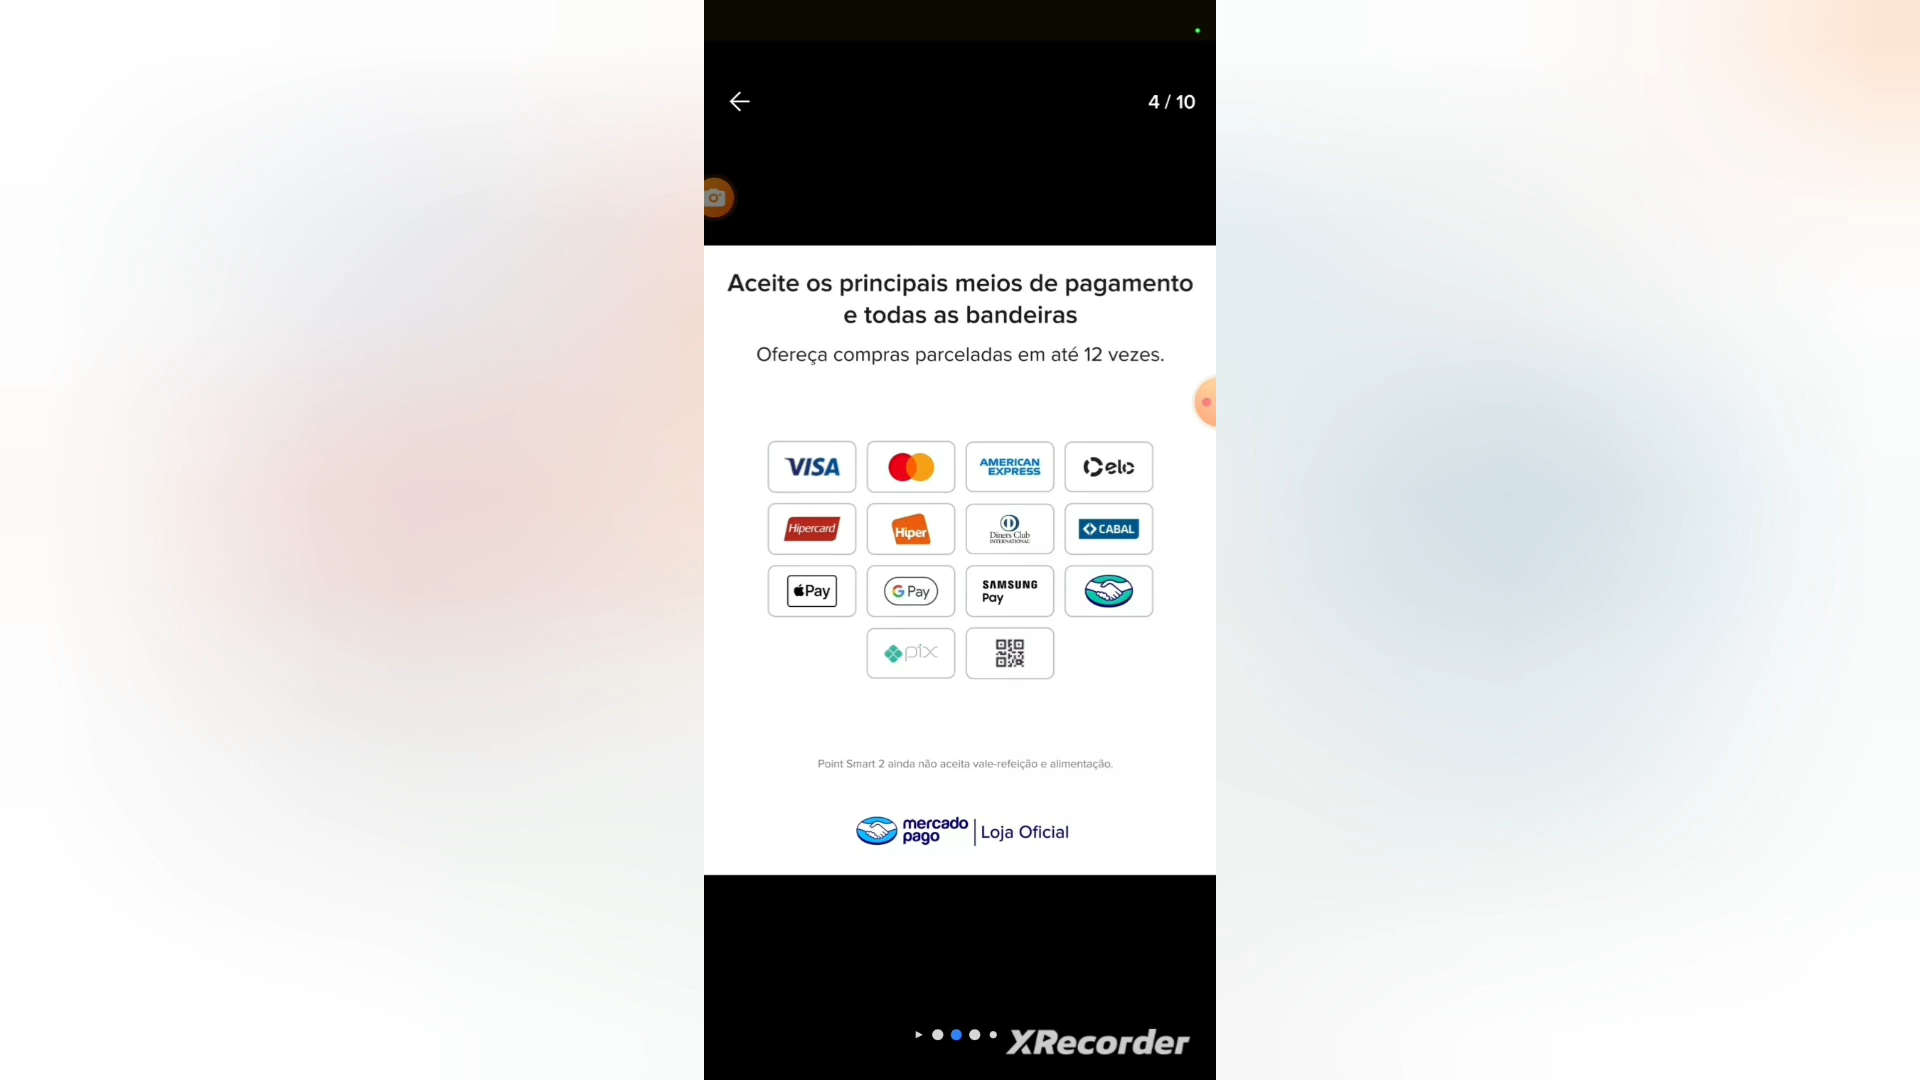 4 / 10
Aceite os principais meios de pagamento
e todas as bandeiras
Ofereça compras parceladas em até 12 vezes.
VISA
AMERICAN
EXPRESS
elo
Hipercard
Hiper
Diners Club
INTERNATIONAL
CABAL
Pay
G Pay
SAMSUNG
Pay
pix
Point Smart 2 ainda não aceita vale-refeição e alimentação.
mercado
pago
Loja Oficial
XRecorder